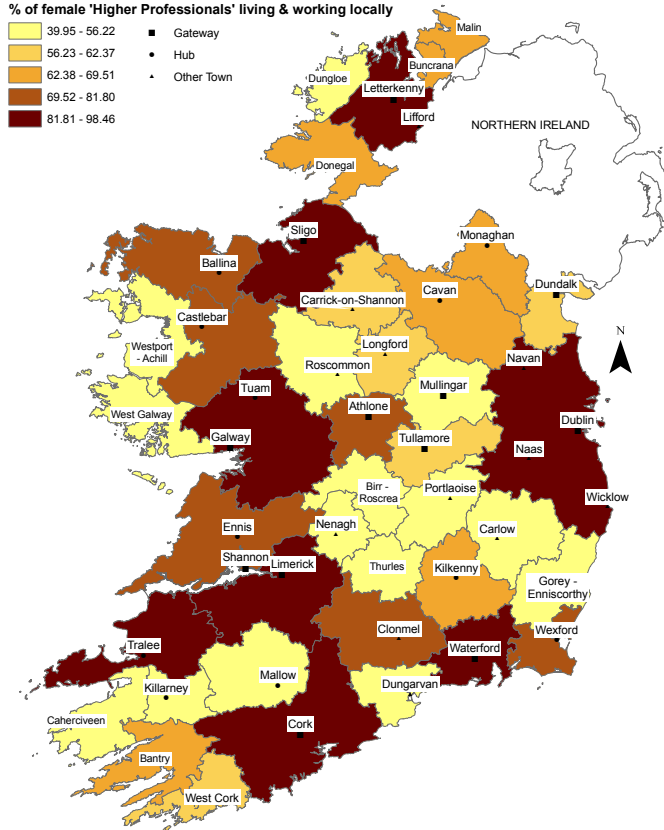 % of female 'Higher Professionals' living & working locally
39.95 - 56.22
56.23 - 62.37
62.38 - 69.51
69.52 - 81.80
81.81 - 98.46
Gateway
Hub
Other Town
Malin
Buncrana
Dungloe
Letterkenny
Lifford
NORTHERN IRELAND
Donegal
Sligo
Monaghan
Ballina
Dundalk
Carrick-on-Shannon
Cavan
Castlebar
N
Westport
- Achill
Longford
Navan
Roscommon
Mullingar
Tuam
Athlone
West Galway
Dublin
Galway
Tullamore
Naas
Birr -
Roscrea
Portlaoise
Wicklow
Ennis
Nenagh
Carlow
Shannon
Limerick
Thurles
Kilkenny
Gorey -
Enniscorthy
Clonmel
Wexford
Tralee
Waterford
Mallow
Killarney
Dungarvan
Caherciveen
Cork
Bantry
West Cork